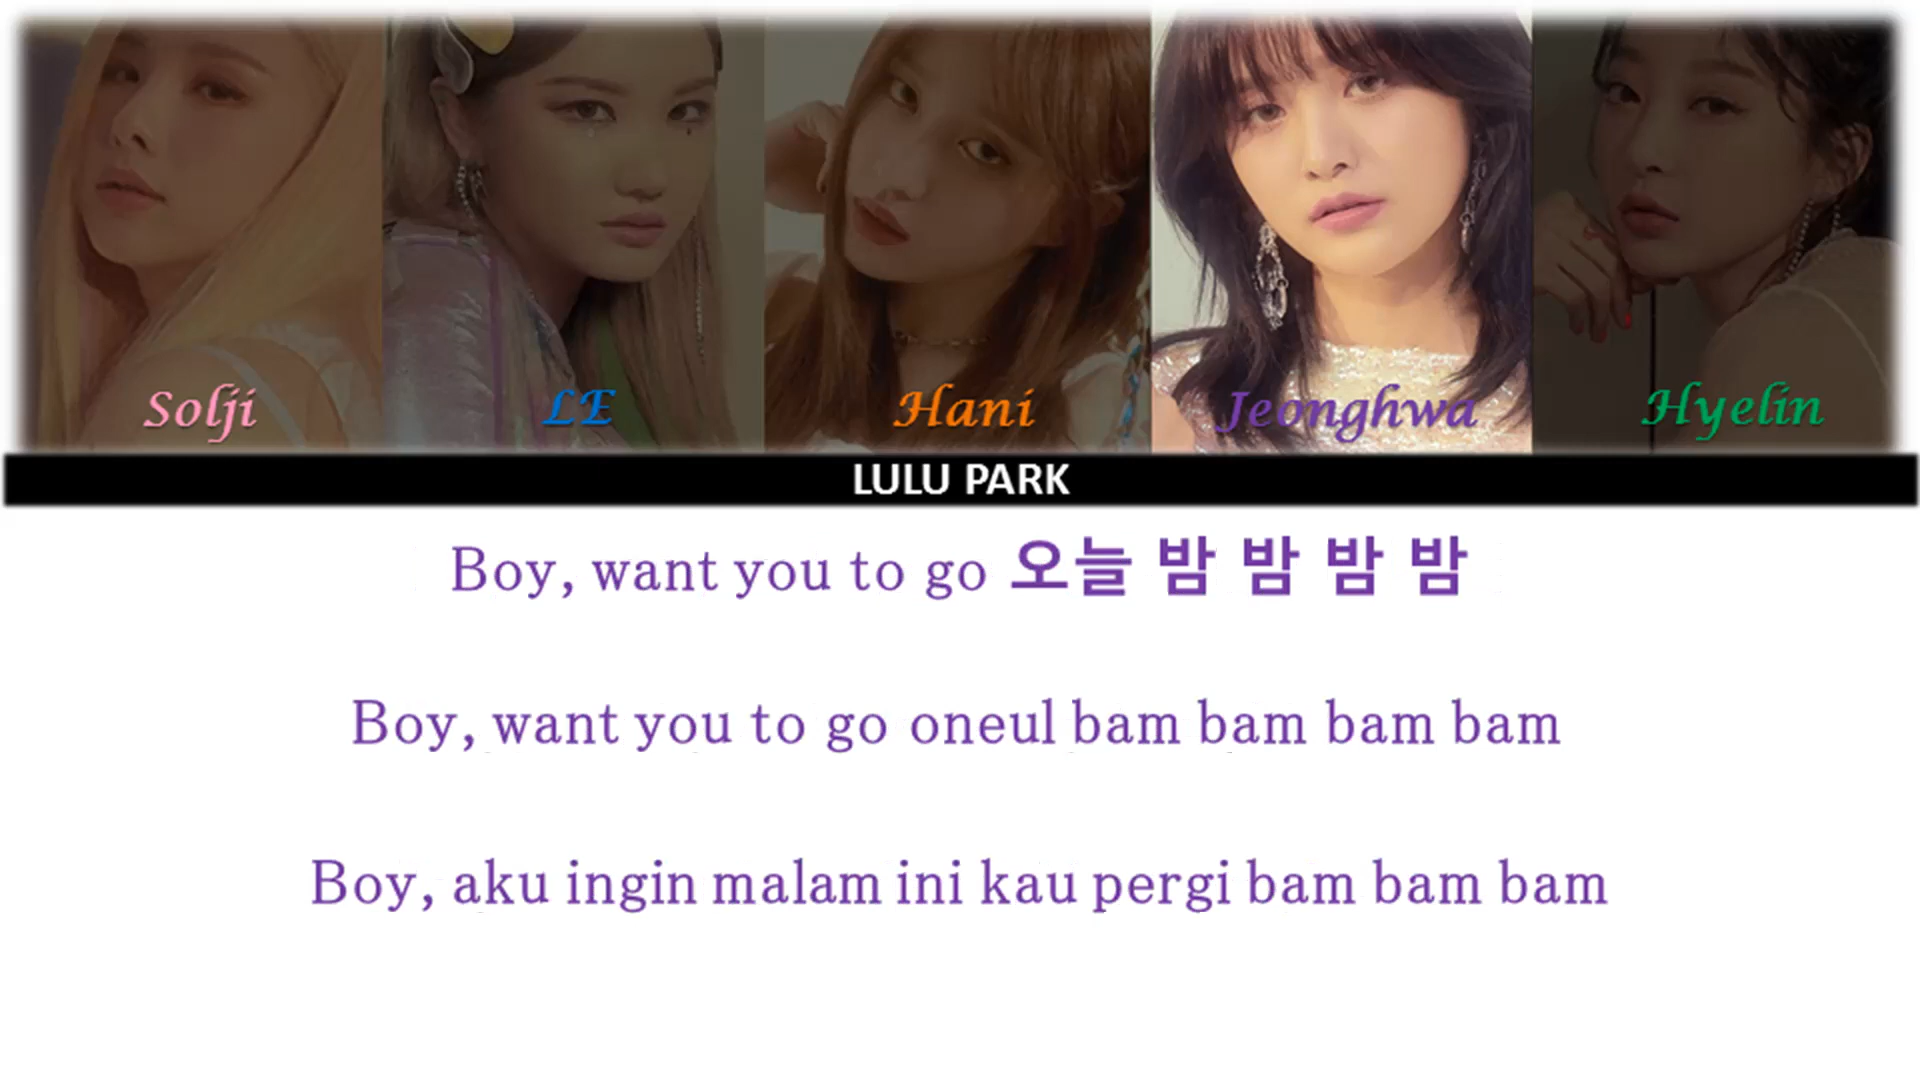 Solji LE Hani Jeonghwa Hyelin
LULU PARK
Boy, want you to go 오늘 밤 밤 밤 밤
Boy, want you to go oneul bam bam bam bam
Boy, aku ingin malam ini kau pergi bam bam bam